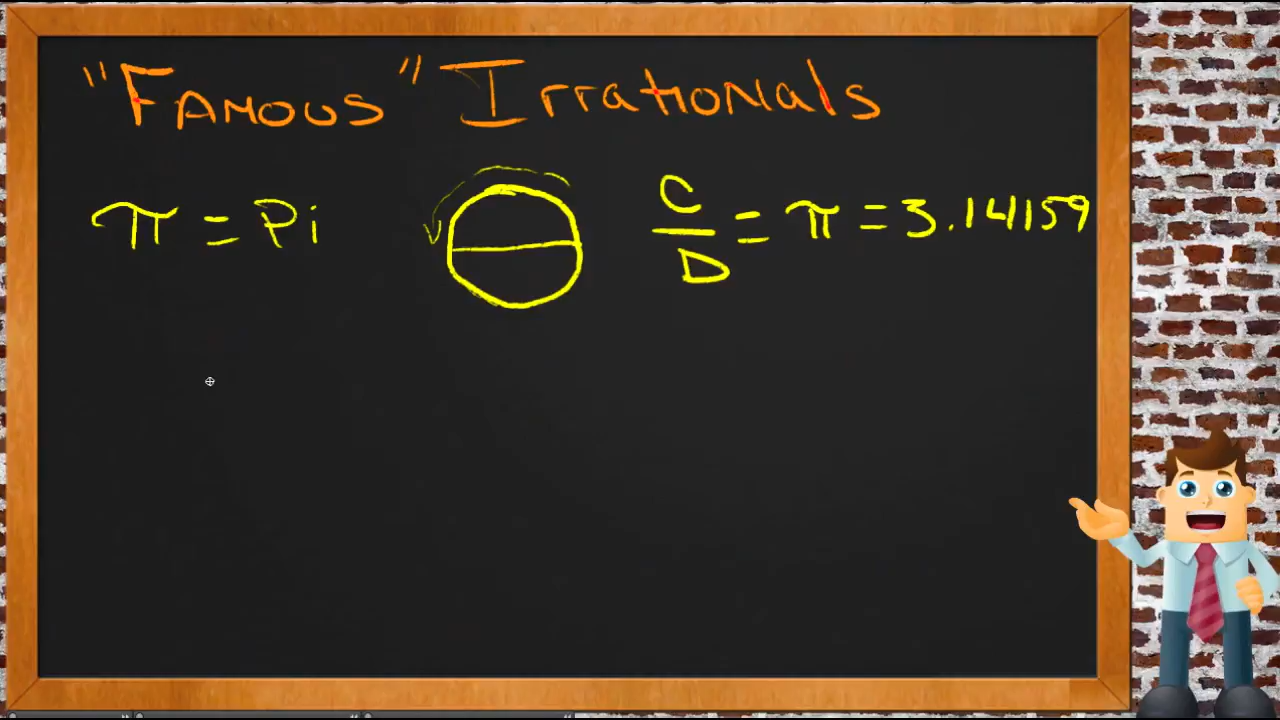 "Famous" Irrationals
π = Pi
C/D = π = 3.14159